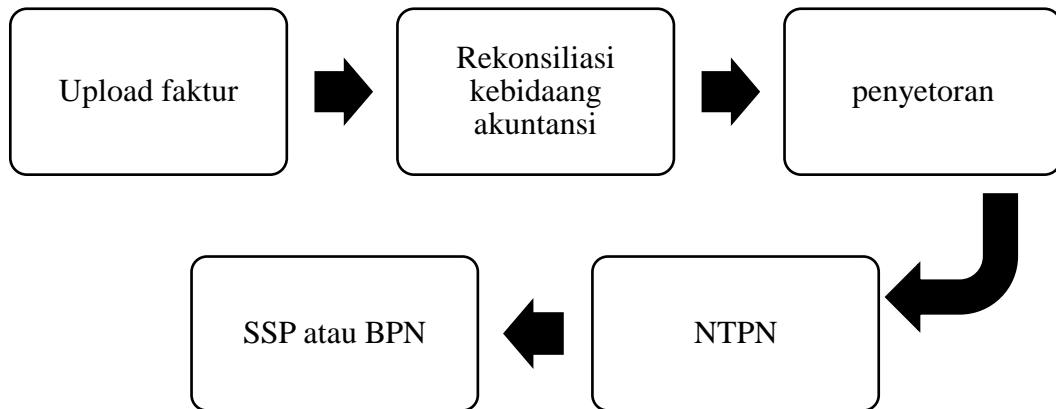 Upload faktur
Rekonsiliasi
kebidaang
akuntansi
penyetoran
NTPN
SSP atau BPN